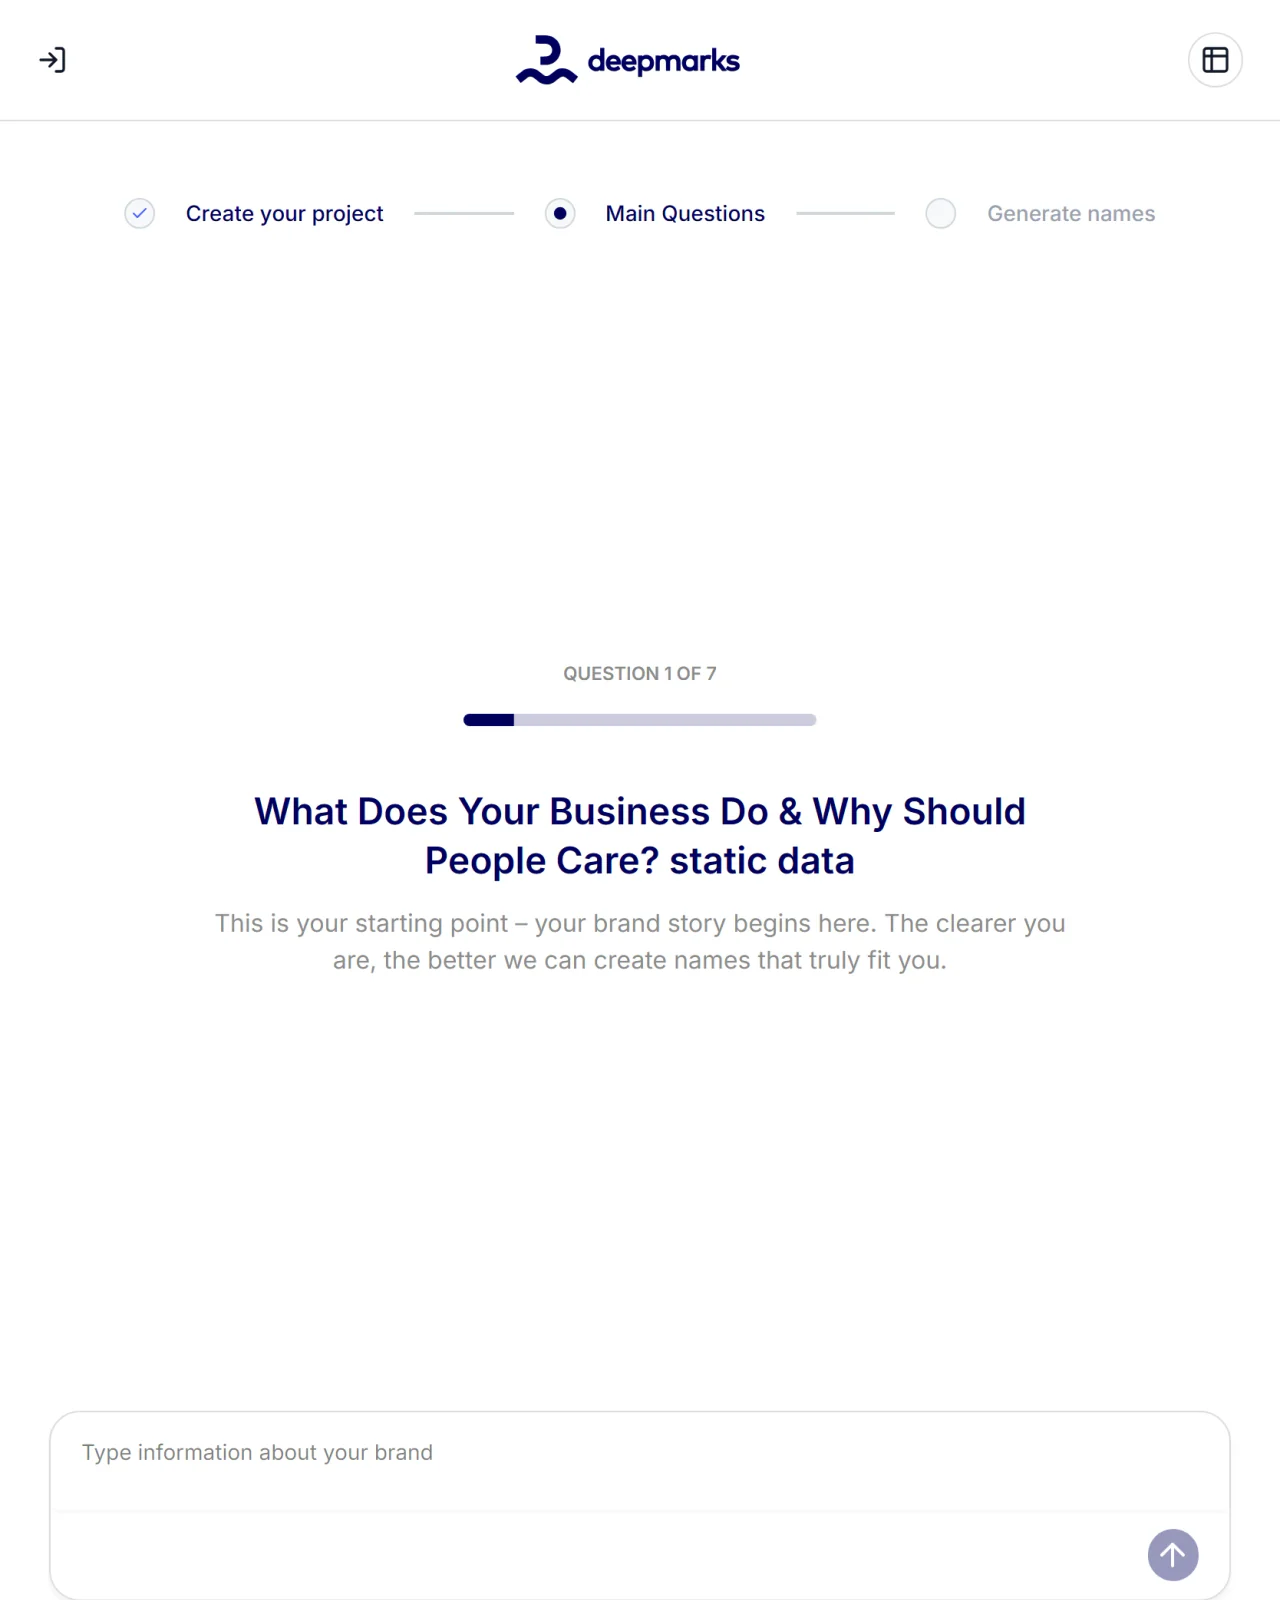 deepmarks
Create your project
Main Questions
Generate names
QUESTION 1 OF 7
What Does Your Business Do & Why Should
People Care? static data
This is your starting point – your brand story begins here. The clearer you
are, the better we can create names that truly fit you.
Type information about your brand